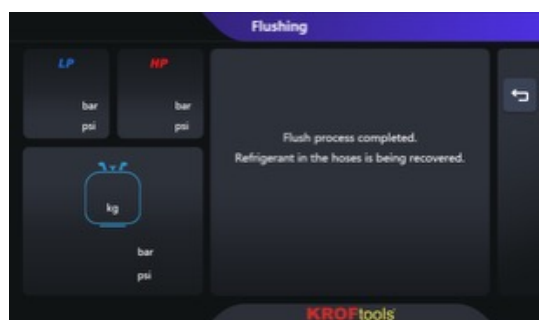 Flushing
LP
HP
bar
bar
psi
psi
Flush process completed.
Refrigerant in the hoses is being recovered.
kg
bar
psi
KROFtools